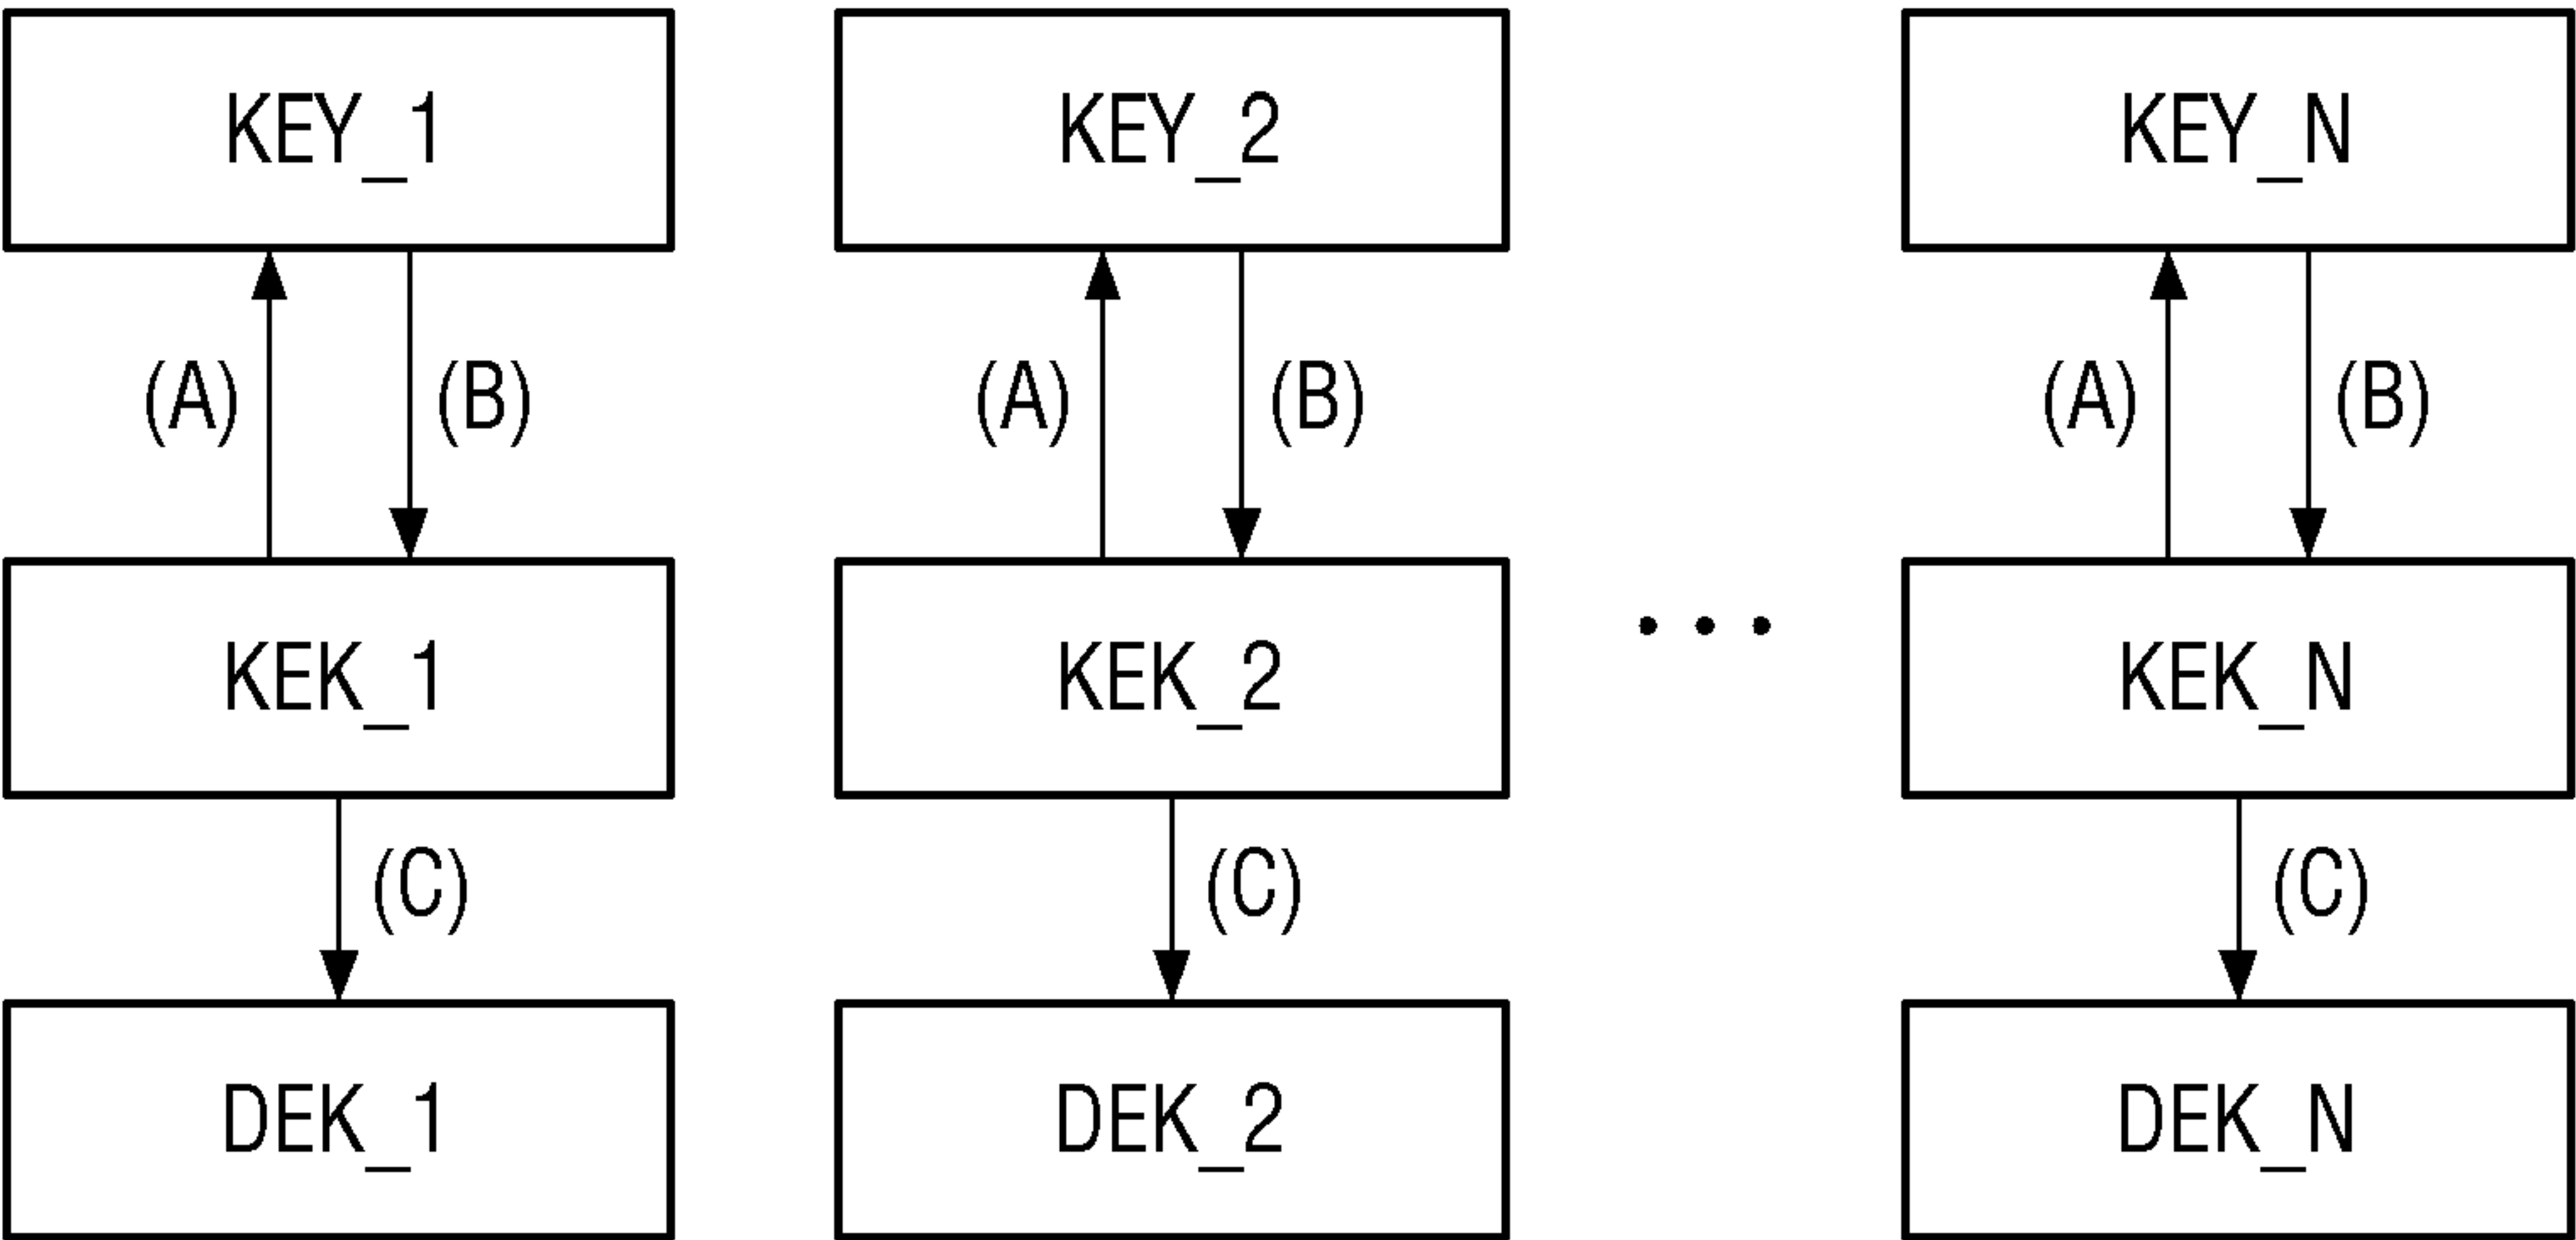 KEY_1 KEY_2 KEY_N
(A) (B) (A) (B) (A) (B)
KEK_1 KEK_2 ... KEK_N
(C) (C) (C)
DEK_1 DEK_2 DEK_N